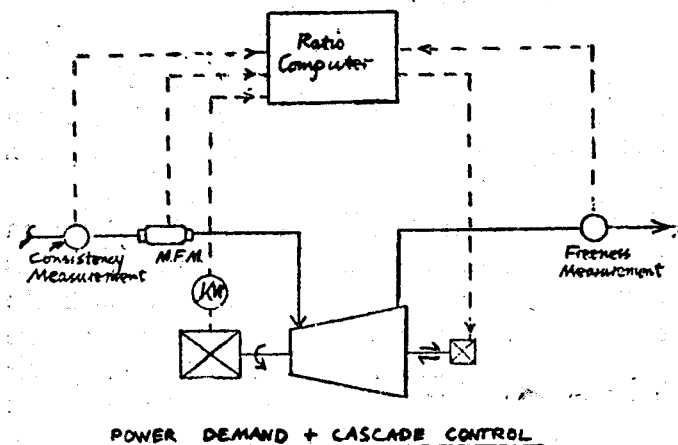 Ratio
Computer
Consistency
Measurement
M.F.M.
KW
Freeness
Measurement
POWER DEMAND + CASCADE CONTROL